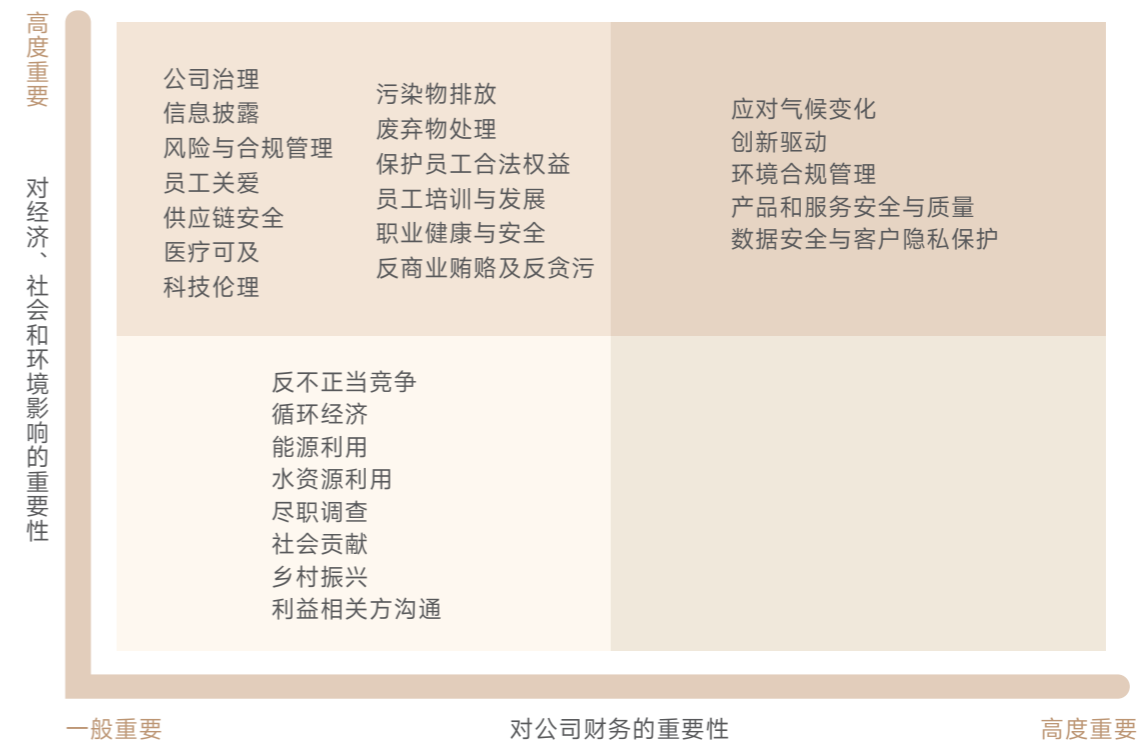 高度重要
对经济、社会和环境影响的重要性
公司治理
信息披露
风险与合规管理
员工关爱
供应链安全
医疗可及
科技伦理
污染物排放
废弃物处理
保护员工合法权益
员工培训与发展
职业健康与安全
反商业贿赂及反贪污
应对气候变化
创新驱动
环境合规管理
产品和服务安全与质量
数据安全与客户隐私保护
反不正当竞争
循环经济
能源利用
水资源利用
尽职调查
社会贡献
乡村振兴
利益相关方沟通
一般重要
对公司财务的重要性
高度重要